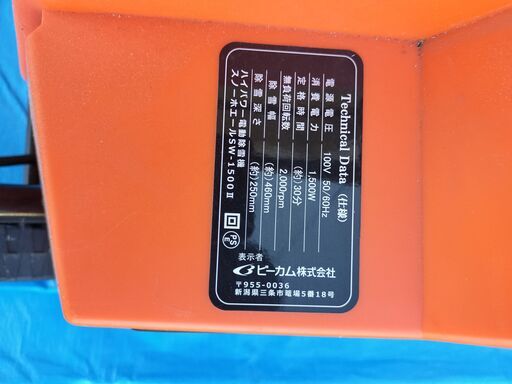 Technical Data (仕様)
電源電圧 100V 50/60Hz
消費電力 1,500W
定格時間 (約)30分
無負荷回転数 2,000rpm
除雪幅 (約)460mm
除雪深さ (約)250mm
ハイパワー電動除雪機
スノーホエールSW-1500Ⅱ
PS
E
表示者
ビーカム株式会社
〒955-0036
新潟県三条市竜場5番18号